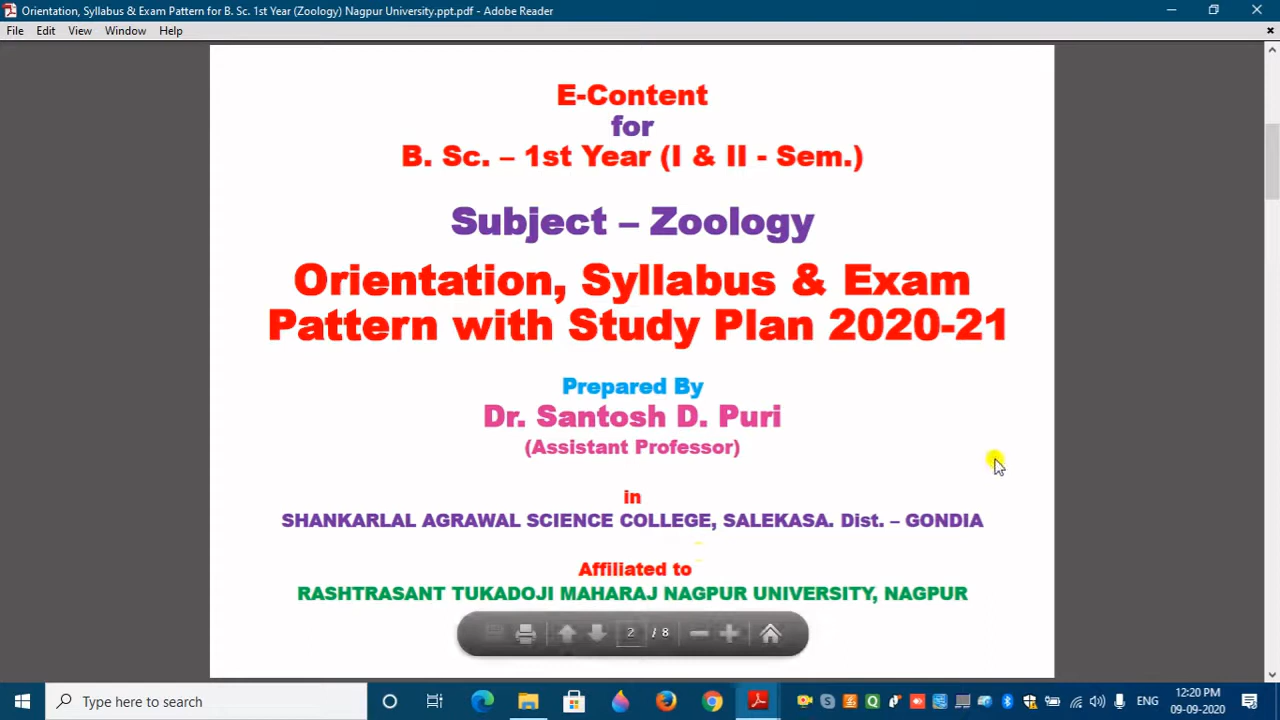 Orientation, Syllabus & Exam Pattern for B. Sc. 1st Year (Zoology) Nagpur University.ppt.pdf - Adobe Reader
File Edit View Window Help
E-Content
for
B. Sc. – 1st Year (I & II - Sem.)
Subject – Zoology
Orientation, Syllabus & Exam
Pattern with Study Plan 2020-21
Prepared By
Dr. Santosh D. Puri
(Assistant Professor)
in
SHANKARLAL AGRAWAL SCIENCE COLLEGE, SALEKASA. Dist. – GONDIA
Affiliated to
RASHTRASANT TUKADOJI MAHARAJ NAGPUR UNIVERSITY, NAGPUR
2 / 8
Type here to search
ENG
12:20 PM
09-09-2020